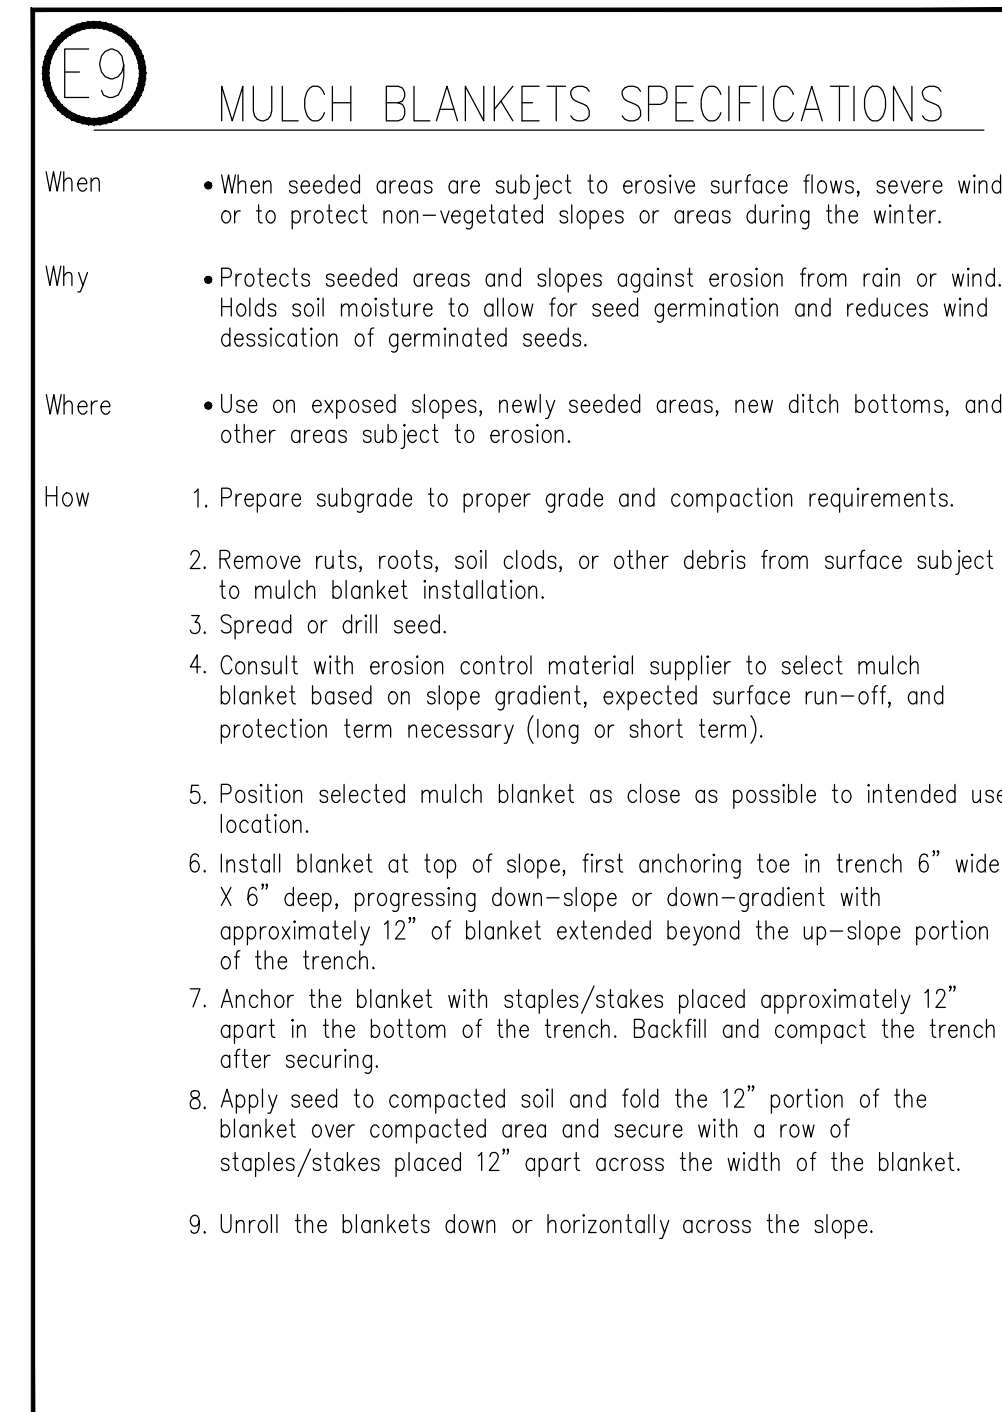 E9
MULCH BLANKETS SPECIFICATIONS
When
• When seeded areas are subject to erosive surface flows, severe wind
or to protect non-vegetated slopes or areas during the winter.
Why
• Protects seeded areas and slopes against erosion from rain or wind.
Holds soil moisture to allow for seed germination and reduces wind
dessication of germinated seeds.
Where
• Use on exposed slopes, newly seeded areas, new ditch bottoms, and
other areas subject to erosion.
How
1. Prepare subgrade to proper grade and compaction requirements.
2. Remove ruts, roots, soil clods, or other debris from surface subject
to mulch blanket installation.
3. Spread or drill seed.
4. Consult with erosion control material supplier to select mulch
blanket based on slope gradient, expected surface run-off, and
protection term necessary (long or short term).
5. Position selected mulch blanket as close as possible to intended use
location.
6. Install blanket at top of slope, first anchoring toe in trench 6" wide
X 6" deep, progressing down-slope or down-gradient with
approximately 12" of blanket extended beyond the up-slope portion
of the trench.
7. Anchor the blanket with staples/stakes placed approximately 12"
apart in the bottom of the trench. Backfill and compact the trench
after securing.
8. Apply seed to compacted soil and fold the 12" portion of the
blanket over compacted area and secure with a row of
staples/stakes placed 12" apart across the width of the blanket.
9. Unroll the blankets down or horizontally across the slope.